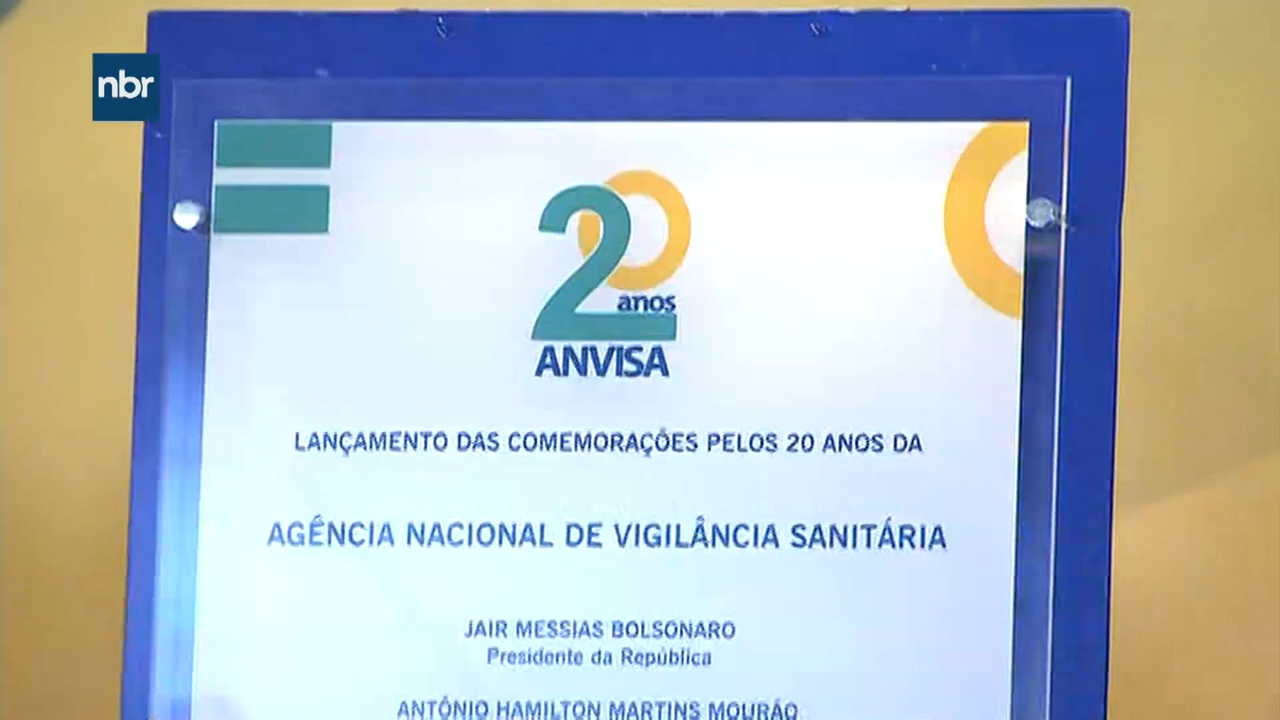 nbr
20
anos
ANVISA
LANÇAMENTO DAS COMEMORAÇÕES PELOS 20 ANOS DA
AGÊNCIA NACIONAL DE VIGILÂNCIA SANITÁRIA
JAIR MESSIAS BOLSONARO
Presidente da República
ANTÔNIO HAMILTON MARTINS MOURÃO